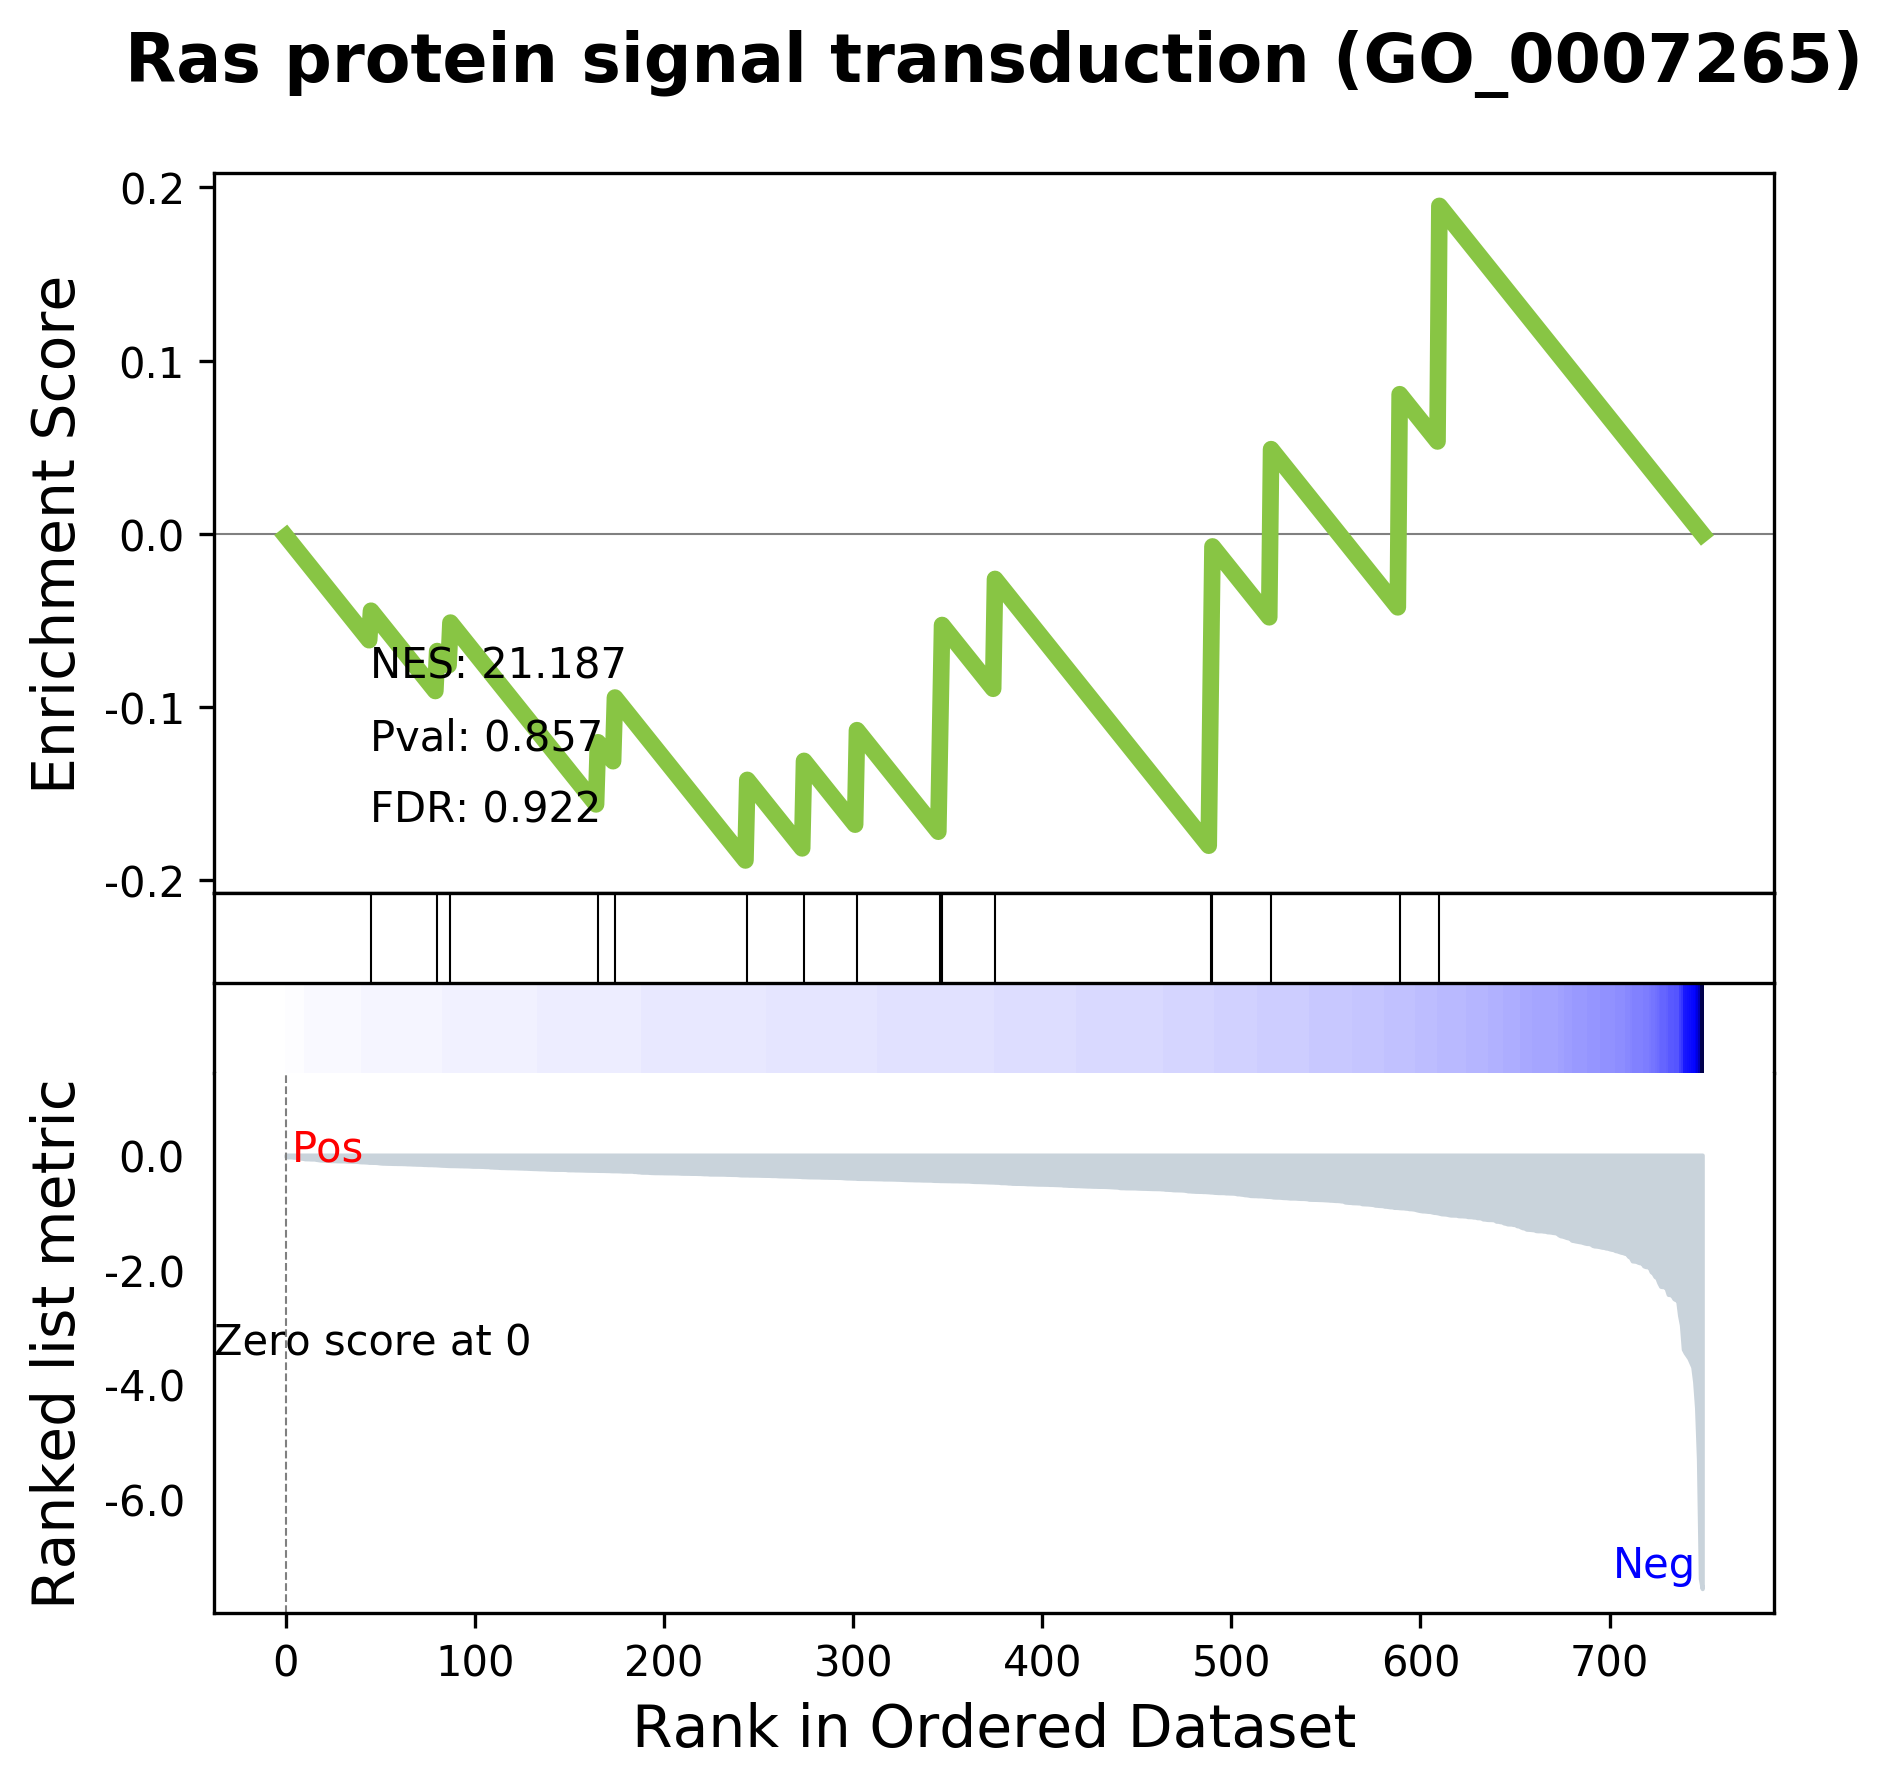 Ras protein signal transduction (GO_0007265)
Enrichment Score
0.2
0.1
0.0
-0.1
-0.2
NES: 21.187
Pval: 0.857
FDR: 0.922
Ranked list metric
0.0
-2.0
-4.0
-6.0
Pos
Zero score at 0
Neg
0 100 200 300 400 500 600 700
Rank in Ordered Dataset